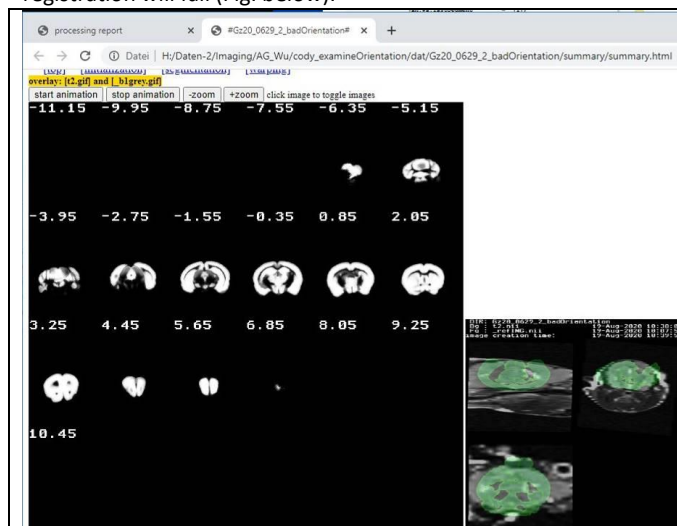 registration will fail (Fig. below).
processing report × #Gz20_0629_2_badOrientation# × +
Datei | H:/Daten-2/Imaging/AG_Wu/cody_examineOrientation/dat/Gz20_0629_2_badOrientation/summary/summary.html
[top] [initialization] [segmentation] [warping]
overlay: [t2.gif] and [_b1grey.gif]
start animation stop animation -zoom +zoom click image to toggle images
-11.15 -9.95 -8.75 -7.55 -6.35 -5.15
-3.95 -2.75 -1.55 -0.35 0.85 2.05
3.25 4.45 5.65 6.85 8.05 9.25
DIR: Gz20_0629_2_badOrientation
Bg : t2.nii 19-Aug-2020
Fg : _refIMG.nii 19-Aug-2020
image creation time: 19-Aug-2020
10.45